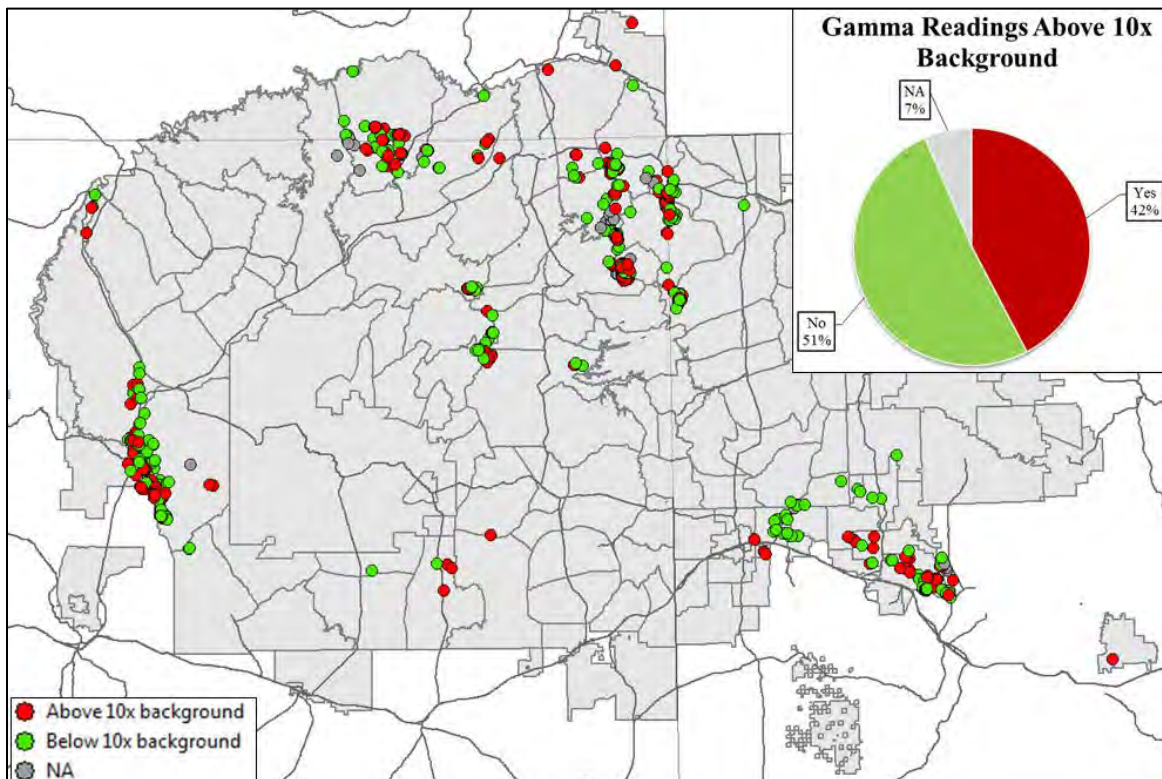 Gamma Readings Above 10x
Background
NA
7%
Yes
42%
No
51%
Above 10x background
Below 10x background
NA